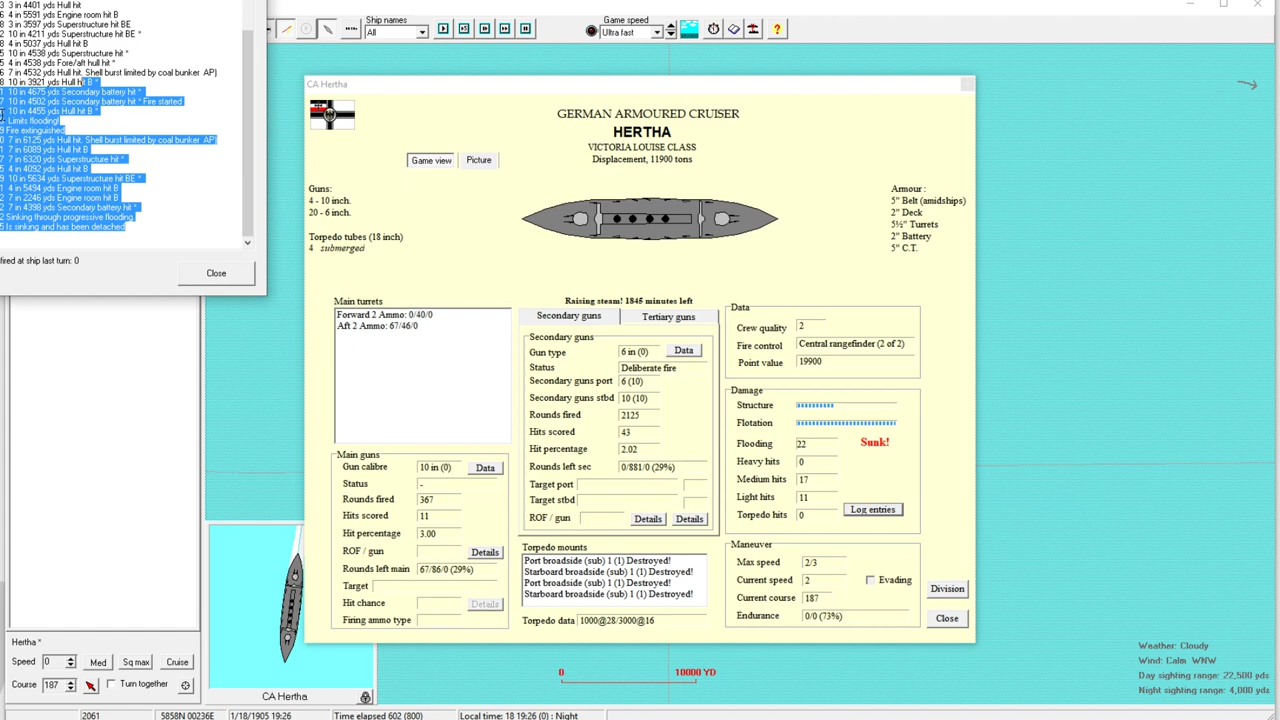 3 3 in 4401 yds Hull hit
6 4 in 5591 yds Engine room hit B
8 3 in 3597 yds Superstructure hit BE
2 10 in 4211 yds Superstructure hit BE *
8 4 in 5037 yds Hull hit B
5 10 in 4538 yds Superstructure hit *
5 4 in 4538 yds Fore/aft hull hit *
6 7 in 4532 yds Hull hit. Shell burst limited by coal bunker AP)
8 10 in 3921 yds Hull hit B *
1 10 in 4675 yds Secondary battery hit *
7 10 in 4502 yds Secondary battery hit * Fire started
10 in 4455 yds Hull hit B *
Limits flooding!
9 Fire extinguished
0 7 in 6125 yds Hull hit. Shell burst limited by coal bunker AP)
1 7 in 6089 yds Hull hit B
7 7 in 6320 yds Superstructure hit *
5 4 in 4092 yds Hull hit B
9 10 in 5634 yds Superstructure hit BE *
1 4 in 5494 yds Engine room hit B
2 7 in 2246 yds Engine room hit B
2 7 in 4398 yds Secondary battery hit *
2 Sinking through progressive flooding
5 Is sinking and has been detached
fired at ship last turn: 0
Close
Ship names
All
Game speed
Ultra fast
CA Hertha
GERMAN ARMOURED CRUISER
HERTHA
VICTORIA LOUISE CLASS
Displacement, 11900 tons
Game view
Picture
Guns:
4 - 10 inch.
20 - 6 inch.
Torpedo tubes (18 inch)
4 submerged
Armour :
5" Belt (amidships)
2" Deck
5½" Turrets
2" Battery
5" C.T.
Raising steam! 1845 minutes left
Main turrets
Forward 2 Ammo: 0/40/0
Aft 2 Ammo: 67/46/0
Main guns
Gun calibre 10 in (0) Data
Status -
Rounds fired 367
Hits scored 11
Hit percentage 3.00
ROF / gun Details
Rounds left main 67/86/0 (29%)
Target
Hit chance Details
Firing ammo type
Secondary guns
Tertiary guns
Secondary guns
Gun type 6 in (0) Data
Status Deliberate fire
Secondary guns port 6 (10)
Secondary guns stbd 10 (10)
Rounds fired 2125
Hits scored 43
Hit percentage 2.02
Rounds left sec 0/881/0 (29%)
Target port
Target stbd
ROF / gun Details Details
Torpedo mounts
Port broadside (sub) 1 (1) Destroyed!
Starboard broadside (sub) 1 (1) Destroyed!
Port broadside (sub) 1 (1) Destroyed!
Starboard broadside (sub) 1 (1) Destroyed!
Torpedo data 1000@28/3000@16
Data
Crew quality 2
Fire control Central rangefinder (2 of 2)
Point value 19900
Damage
Structure
Flotation
Flooding 22 Sunk!
Heavy hits 0
Medium hits 17
Light hits 11
Torpedo hits 0
Log entries
Maneuver
Max speed 2/3
Current speed 2 Evading
Current course 187
Endurance 0/0 (73%)
Division
Close
Hertha *
Speed 0 Med Sq max Cruise
Course 187 Turn together
CA Hertha
0 10000 YD
Weather: Cloudy
Wind: Calm WNW
Day sighting range: 22,500 yds
Night sighting range: 4,000 yds
2061 5858N 00236E 1/18/1905 19:26 Time elapsed 602 (800) Local time: 18 19:26 (0) : Night